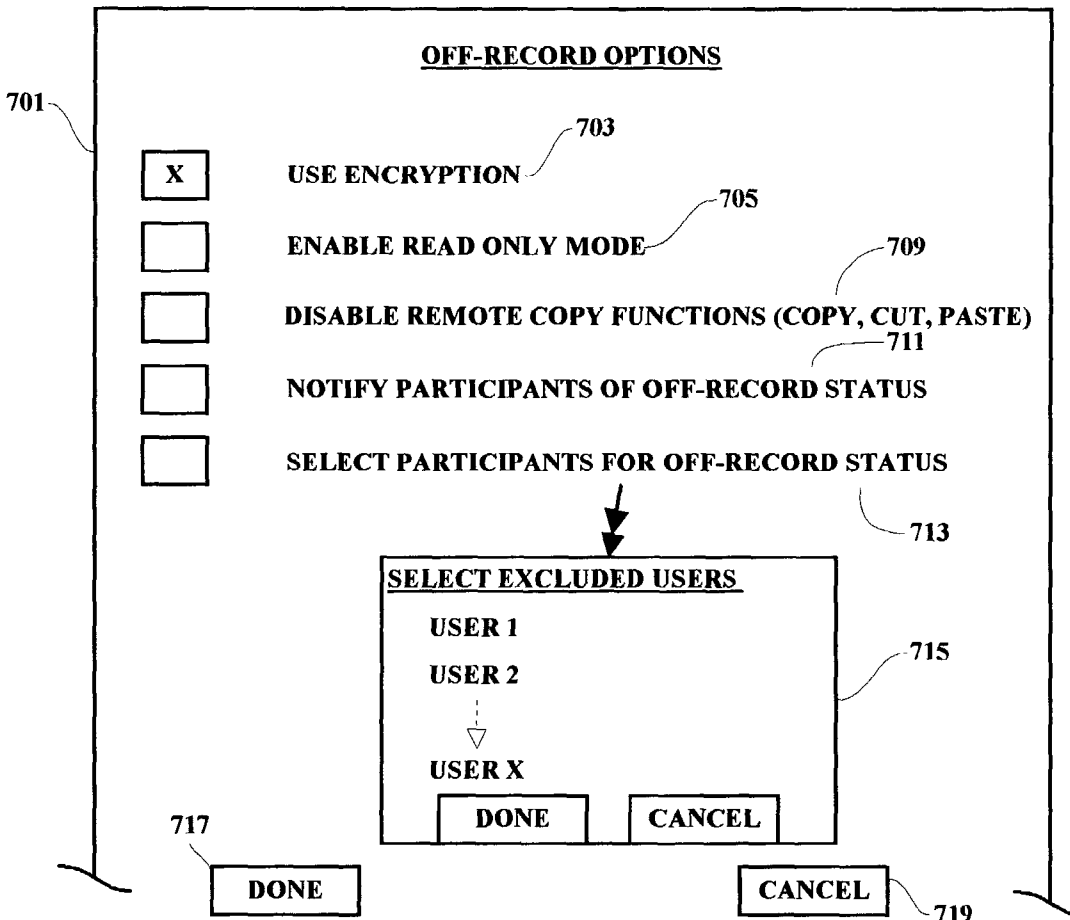 OFF-RECORD OPTIONS
701
703
X USE ENCRYPTION
705
ENABLE READ ONLY MODE
709
DISABLE REMOTE COPY FUNCTIONS (COPY, CUT, PASTE)
711
NOTIFY PARTICIPANTS OF OFF-RECORD STATUS
SELECT PARTICIPANTS FOR OFF-RECORD STATUS
713
SELECT EXCLUDED USERS
USER 1
715
USER 2
USER X
DONE CANCEL
717
DONE CANCEL
719